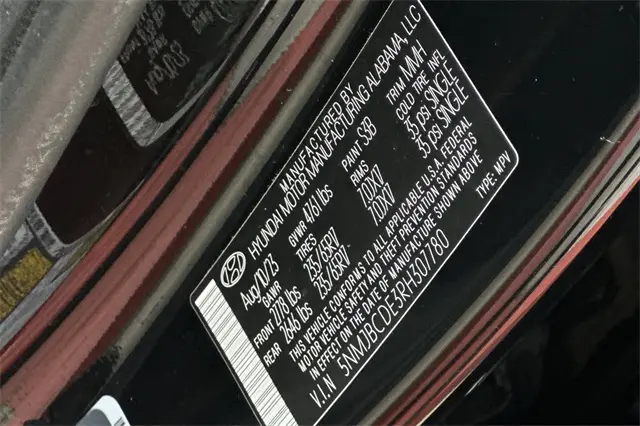 MANUFACTURED BY
HYUNDAI MOTOR MANUFACTURING ALABAMA, LLC
Aug/10/23 GVWR 4761 lbs PAINT S3B TRIM MMH
GAWR TIRES RIMS COLD TIRE INFL
FRONT 2778 lbs 235/65R17 7.0JX17 35 psi SINGLE
REAR 2646 lbs 235/65R17 7.0JX17 35 psi SINGLE
THIS VEHICLE CONFORMS TO ALL APPLICABLE U.S.A. FEDERAL
MOTOR VEHICLE SAFETY AND THEFT PREVENTION STANDARDS
IN EFFECT ON THE DATE OF MANUFACTURE SHOWN ABOVE
V.I.N 5NMJBCDE3RH307780 TYPE: MPV